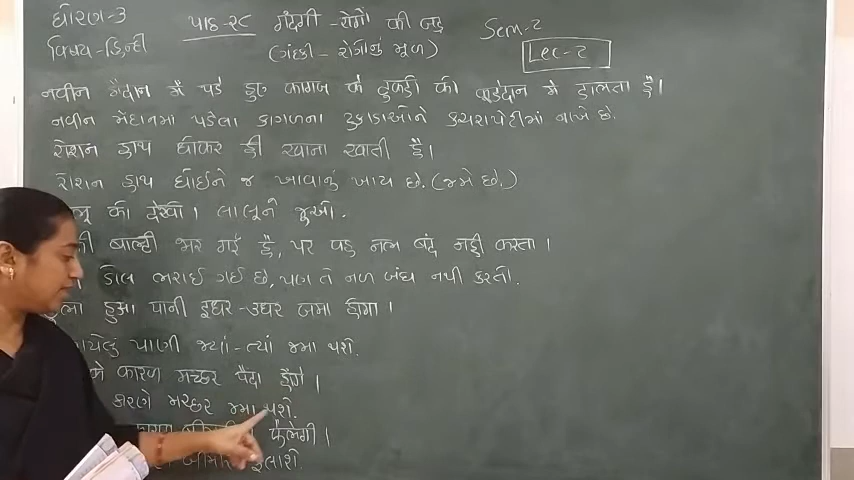 ધોરણ-3
પાઠ-૨૮ गंदगी-रोगों की जड़
Sem-2
વિષય-હિન્દી
(ગંદકી - રોગોનું મૂળ)
Lec-2
नवीन मैदान में पडे हुए कागज के टुकड़ों को कूडेदान में डालता है।
નવીન મેદાનમાં પડેલા કાગળના ટુકડાઓને કચરાપેટીમાં નાખે છે.
रोशन हाथ धोकर ही खाना खाती है।
રોશન હાથ ધોઈને જ ખાવાનું ખાય છે. (જમે છે.)
को देखो। લાલૂને જુઓ.
बाल्टी भर गई है, पर वह नल बंद नहीं करता।
ડોલ ભરાઈ ગઈ છે, પણ તે નળ બંધ નથી કરતો.
हुआ पानी इधर-उधर जमा होगा।
પાણી જ્યાં-ત્યાં જમા થશે.
कारण मच्छर पैदा होंगे।
કારણે મચ્છર જમા થશે.
फैलेगी।
ફેલાશે.